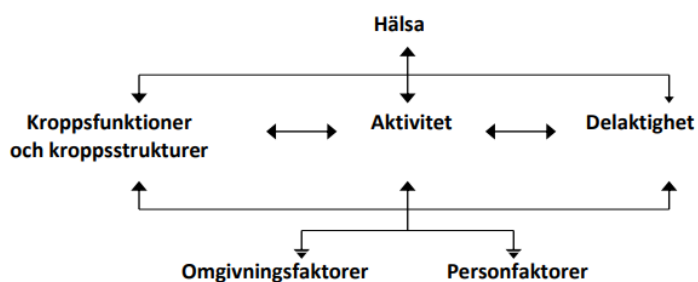 Hälsa
Kroppsfunktioner
och kroppsstrukturer
Aktivitet
Delaktighet
Omgivningsfaktorer
Personfaktorer